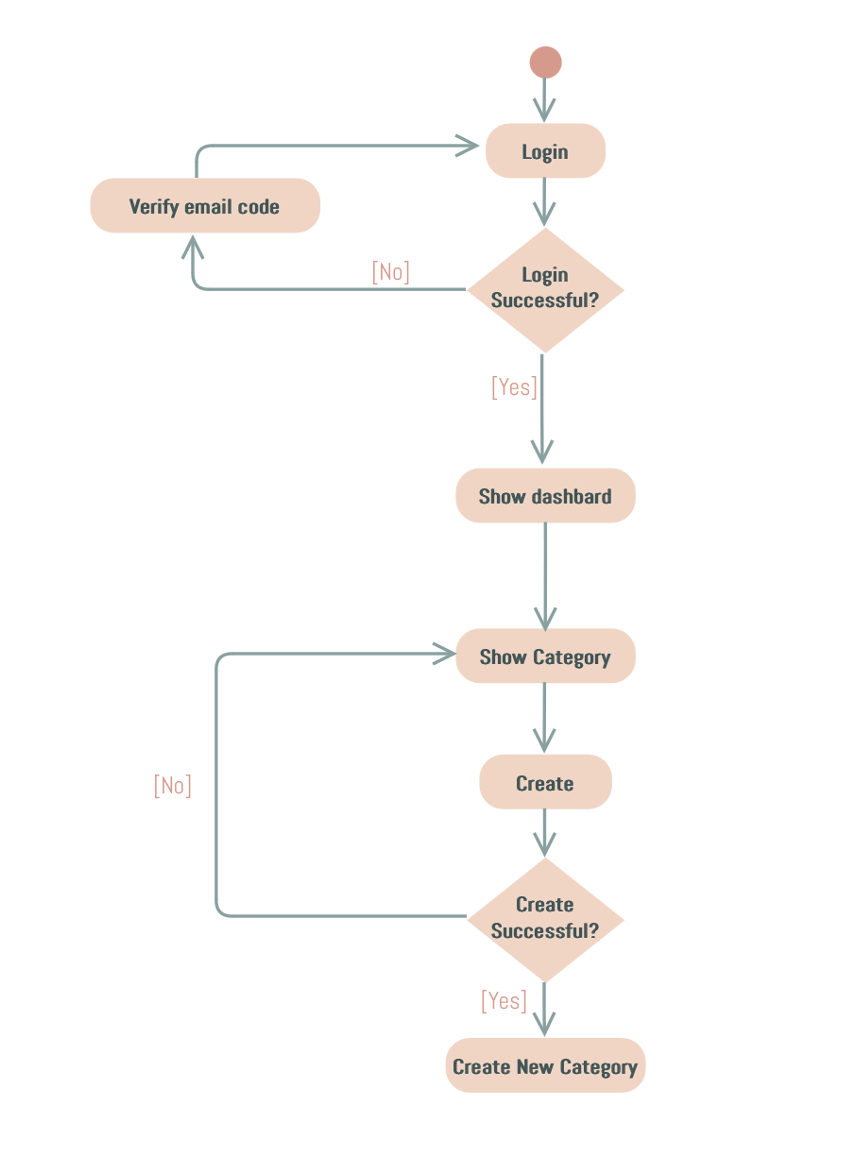 Login
Verify email code
[No]
Login
Successful?
[Yes]
Show dashbard
Show Category
[No]
Create
Create
Successful?
[Yes]
Create New Category